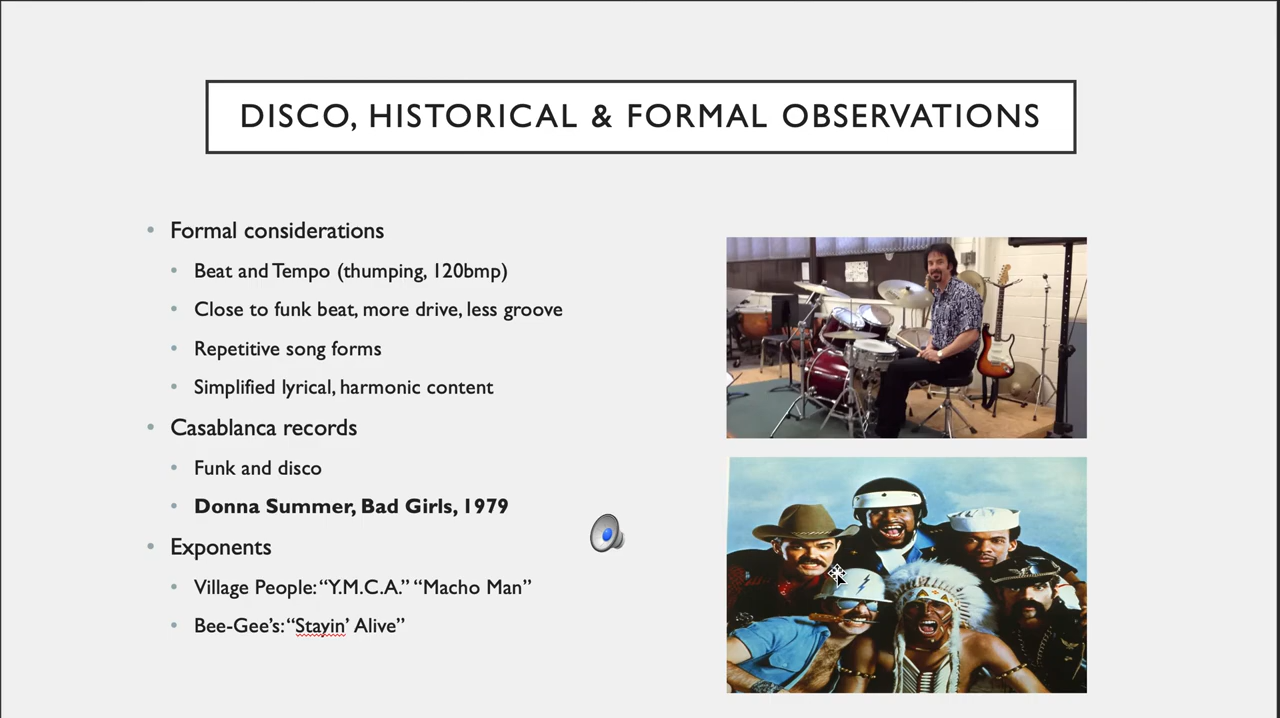 DISCO, HISTORICAL & FORMAL OBSERVATIONS
• Formal considerations
• Beat and Tempo (thumping, 120bmp)
• Close to funk beat, more drive, less groove
• Repetitive song forms
• Simplified lyrical, harmonic content
• Casablanca records
• Funk and disco
• Donna Summer, Bad Girls, 1979
• Exponents
• Village People: “Y.M.C.A.” “Macho Man”
• Bee-Gee’s: “Stayin’ Alive”